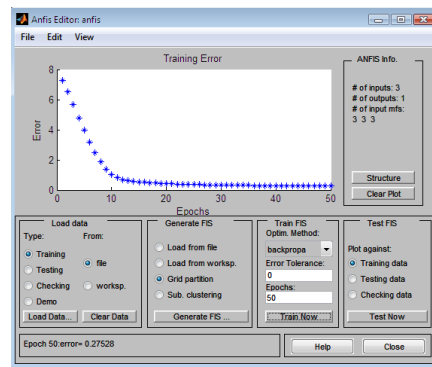 Anfis Editor: anfis
File Edit View
Training Error
Error
8
6
4
2
0
0 10 20 30 40 50
Epochs
ANFIS Info.
# of inputs: 3
# of outputs: 1
# of input mfs:
3 3 3
Structure
Clear Plot
Load data
Type: From:
Training
Testing
Checking
Demo
file
worksp.
Load Data... Clear Data
Generate FIS
Load from file
Load from worksp.
Grid partition
Sub. clustering
Generate FIS ...
Train FIS
Optim. Method:
backpropa
Error Tolerance:
0
Epochs:
50
Train Now
Test FIS
Plot against:
Training data
Testing data
Checking data
Test Now
Epoch 50:error= 0.27528
Help
Close